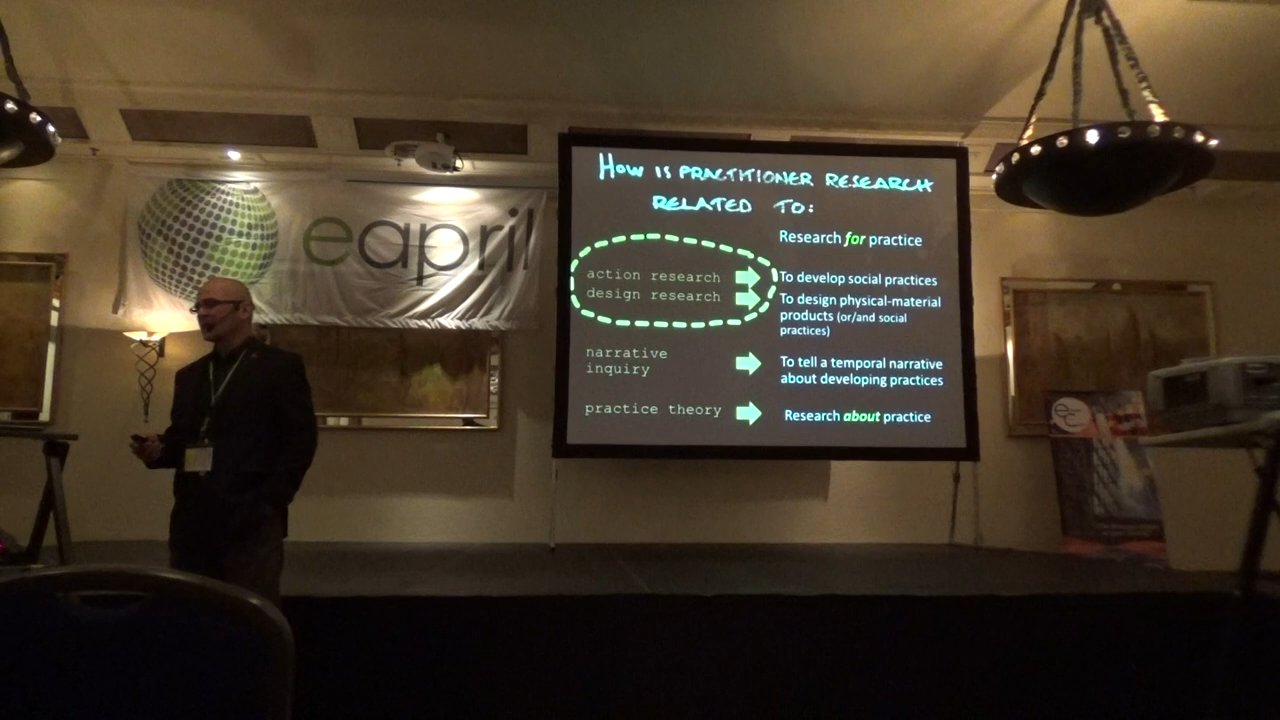 eapril
HOW IS PRACTITIONER RESEARCH
RELATED TO:
Research for practice
action research
To develop social practices
design research
To design physical-material
products (or/and social
practices)
narrative
inquiry
To tell a temporal narrative
about developing practices
practice theory
Research about practice